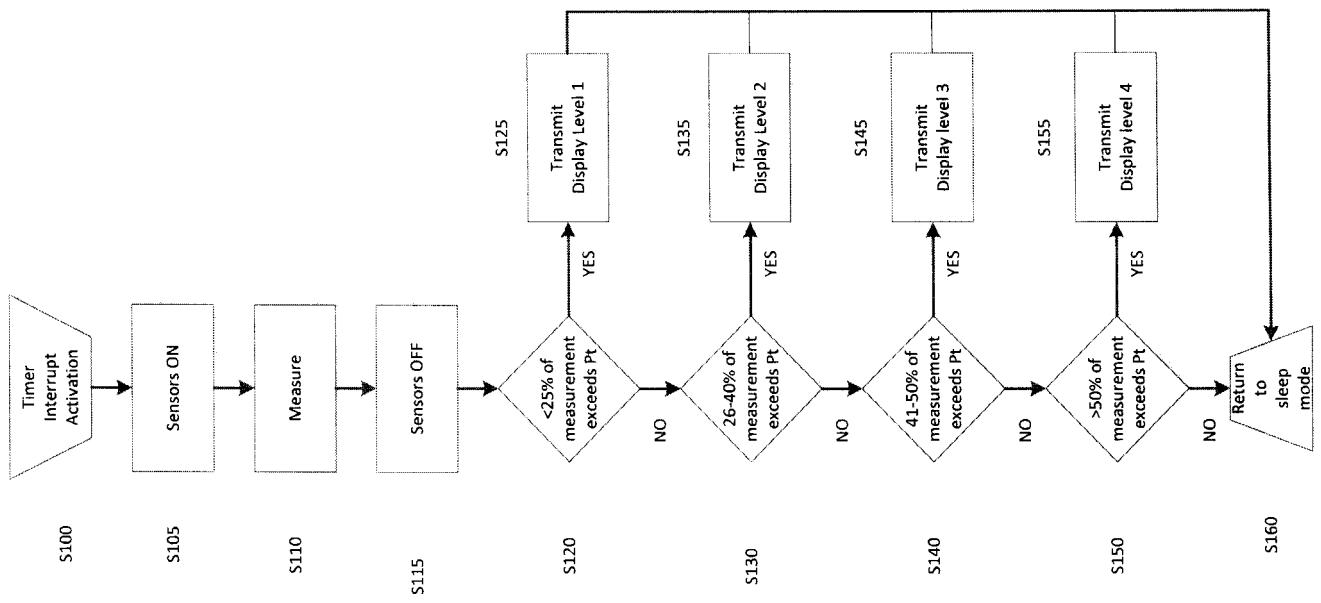 S100
Timer
Interrupt
Activation
S105
Sensors ON
S110
Measure
S115
Sensors OFF
S120
<25% of
measurement
exceeds Pt
YES
S125
Transmit
Display Level 1
NO
S130
26-40% of
measurement
exceeds Pt
YES
S135
Transmit
Display Level 2
NO
S140
41-50% of
measurement
exceeds Pt
YES
S145
Transmit
Display level 3
NO
S150
>50% of
measurement
exceeds Pt
YES
S155
Transmit
Display level 4
NO
S160
Return
to
sleep
mode